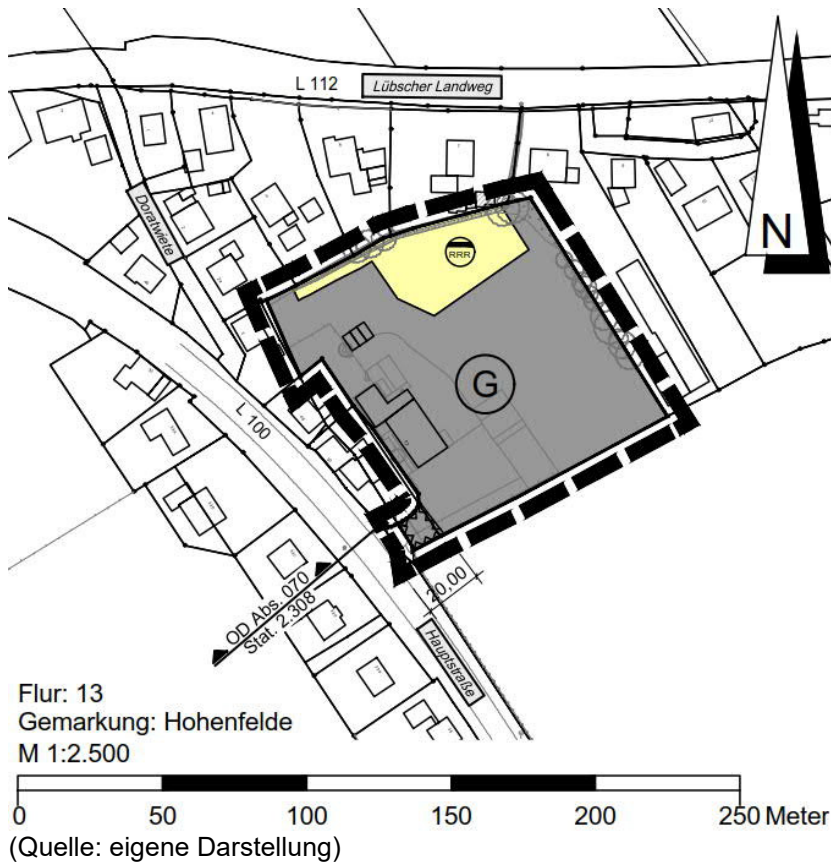 L 112
Lübscher Landweg
Doratwiete
N
RRR
G
L 100
OD Abs. 070
Stat. 2.308
20,00
Hauptstraße
Flur: 13
Gemarkung: Hohenfelde
M 1:2.500
0 50 100 150 200 250 Meter
(Quelle: eigene Darstellung)